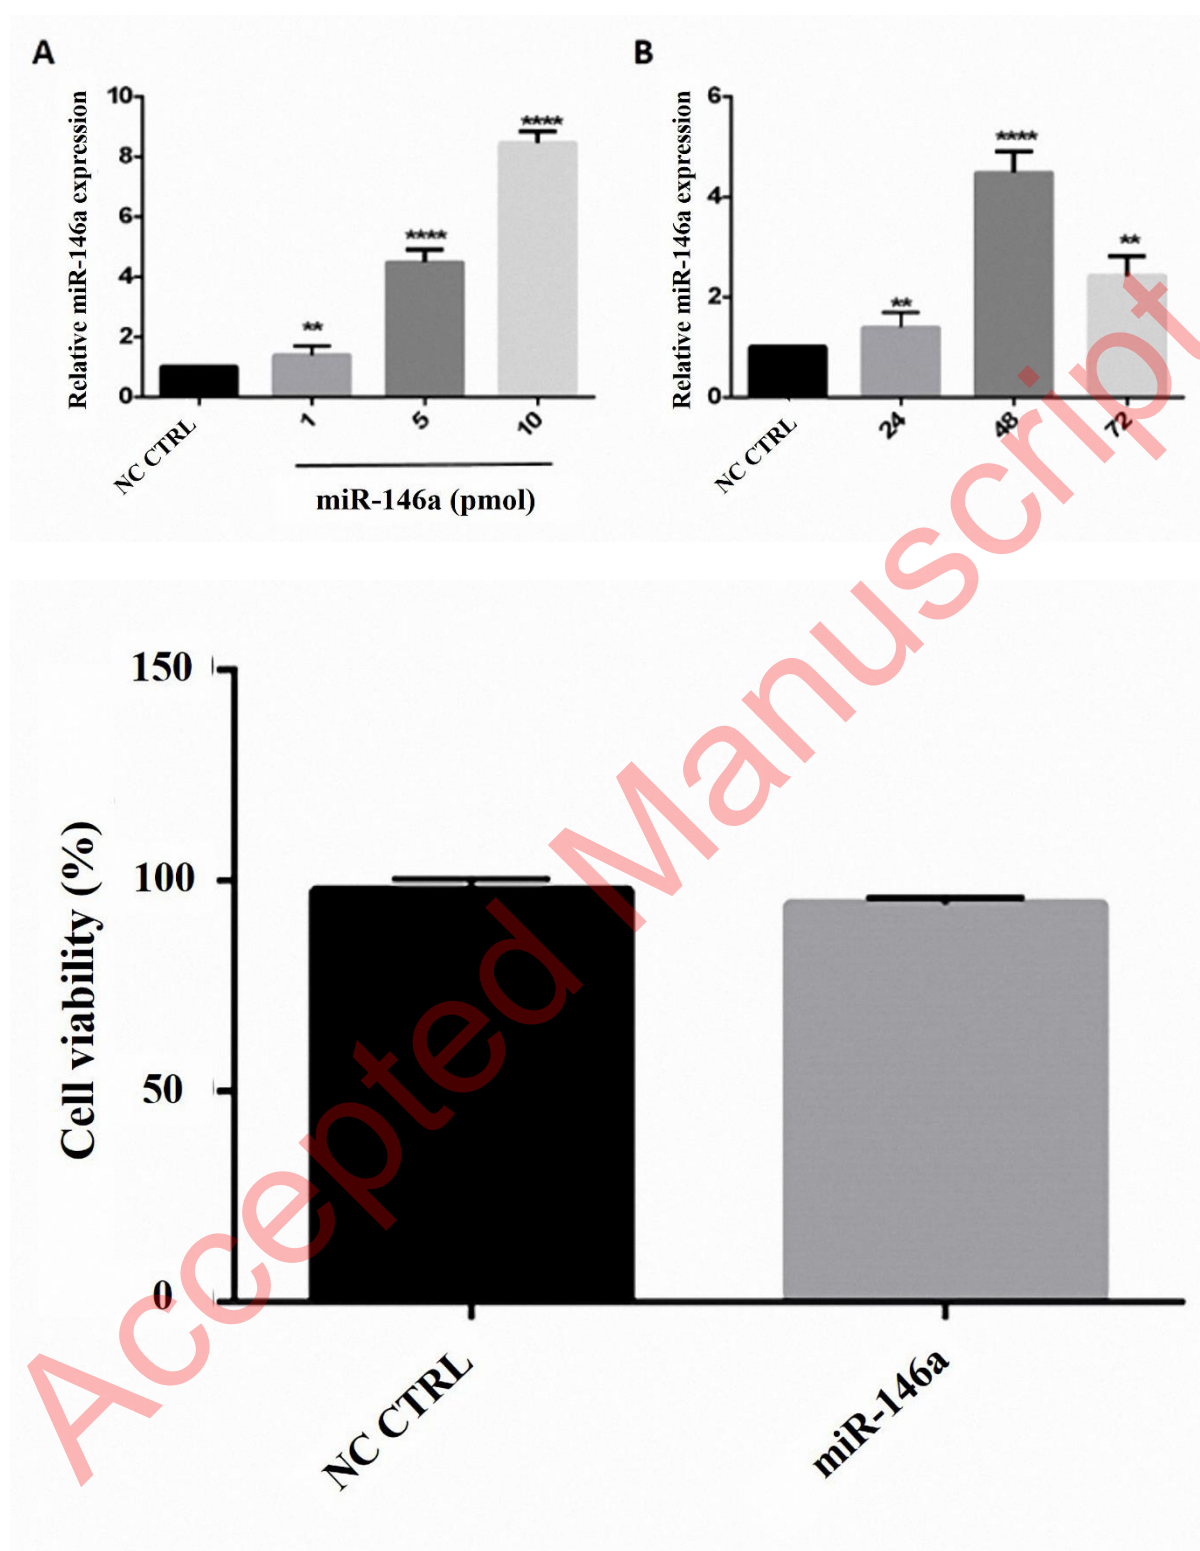 A
Relative miR-146a expression
10
8
6
4
2
0
**
****
****
NC CTRL
1
5
10
miR-146a (pmol)
B
Relative miR-146a expression
6
4
2
0
**
****
**
NC CTRL
24
48
72
Cell viability (%)
150
100
50
0
NC CTRL
miR-146a
Accepted Manuscript